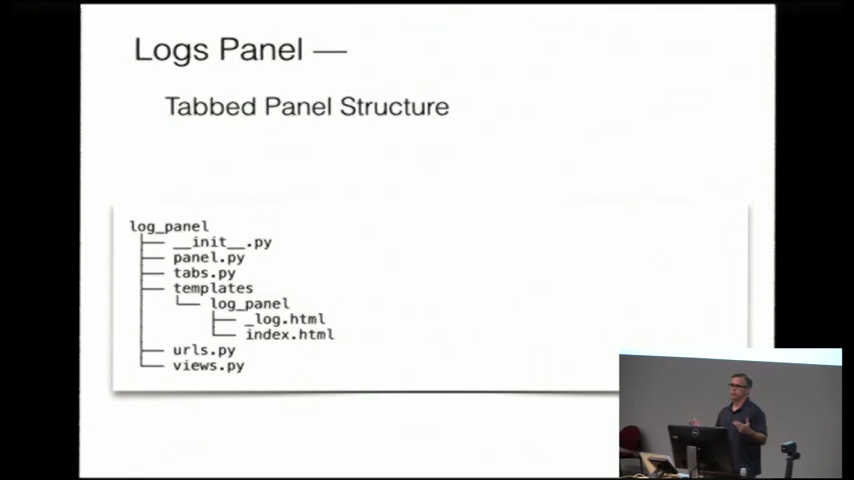 Logs Panel —
Tabbed Panel Structure
log_panel
├── __init__.py
├── panel.py
├── tabs.py
├── templates
│   └── log_panel
│       ├── _log.html
│       └── index.html
├── urls.py
└── views.py